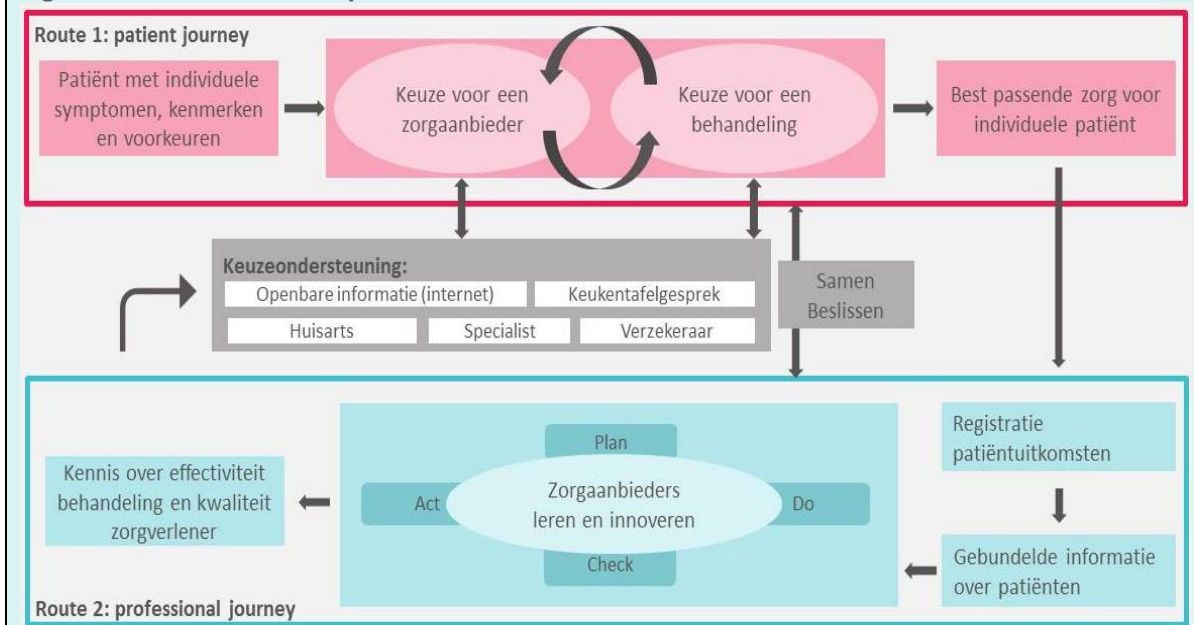 Route 1: patient journey
Patiënt met individuele
symptomen, kenmerken
en voorkeuren
Keuze voor een
zorgaanbieder
Keuze voor een
behandeling
Best passende zorg voor
individuele patiënt
Keuzeondersteuning:
Openbare informatie (internet)
Keukentafelgesprek
Huisarts
Specialist
Verzekeraar
Samen
Beslissen
Registratie
patiëntuitkomsten
Gebundelde informatie
over patiënten
Plan
Act
Zorgaanbieders
leren en innoveren
Do
Check
Kennis over effectiviteit
behandeling en kwaliteit
zorgverlener
Route 2: professional journey